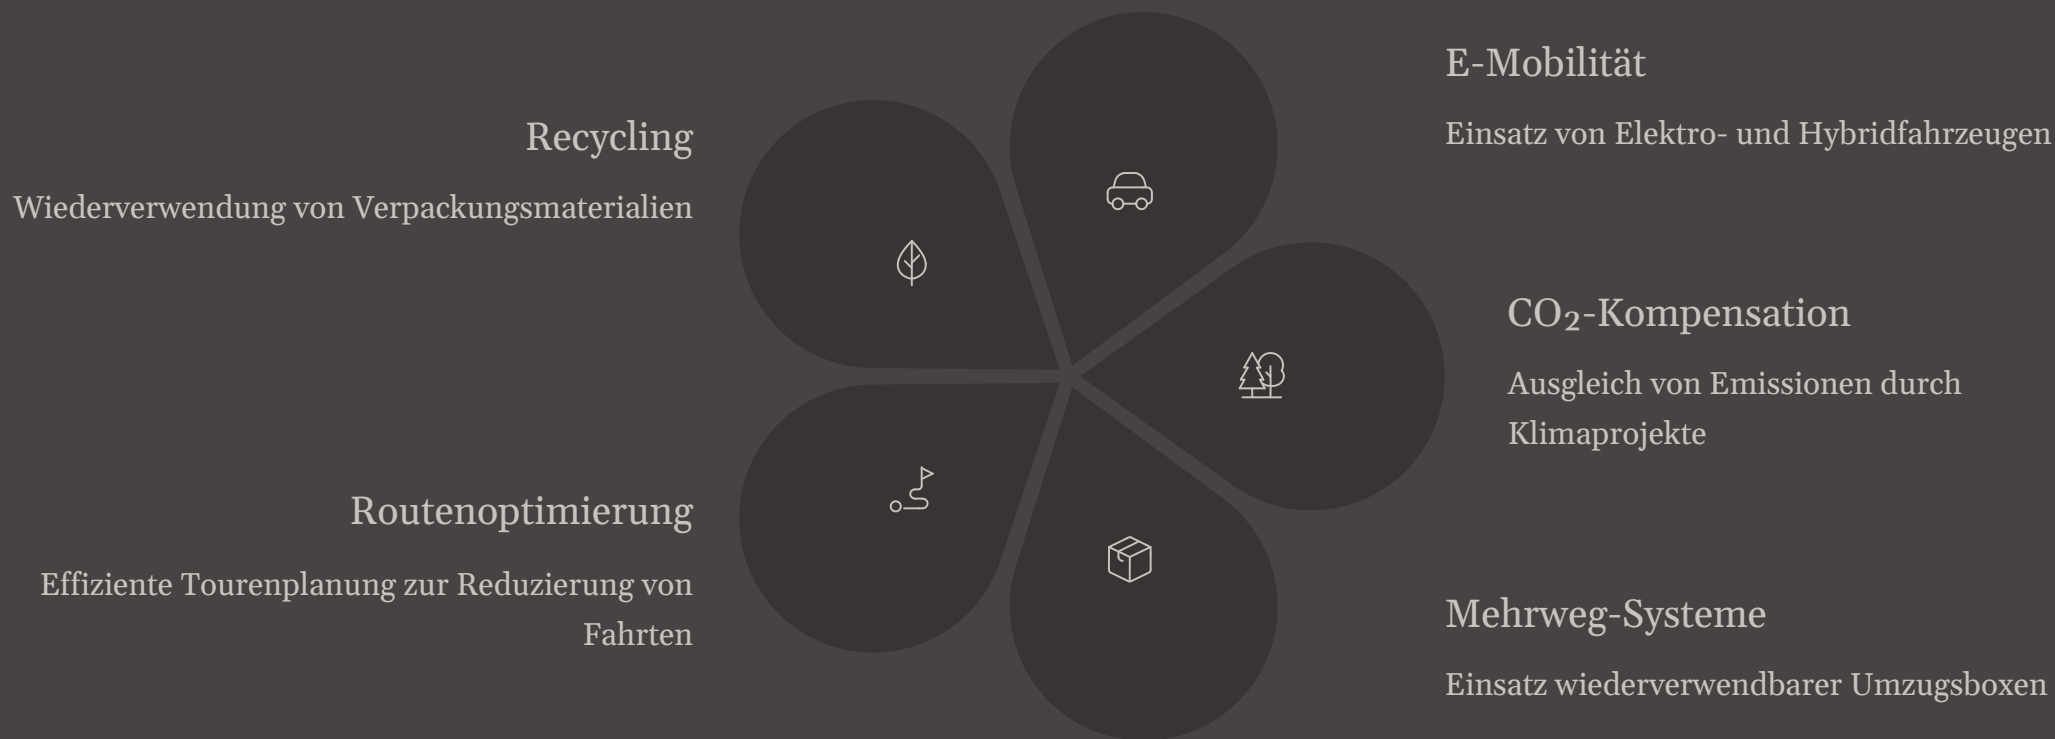 Recycling
Wiederverwendung von Verpackungsmaterialien
E-Mobilität
Einsatz von Elektro- und Hybridfahrzeugen
CO₂-Kompensation
Ausgleich von Emissionen durch
Klimaprojekte
Routenoptimierung
Effiziente Tourenplanung zur Reduzierung von
Fahrten
Mehrweg-Systeme
Einsatz wiederverwendbarer Umzugsboxen